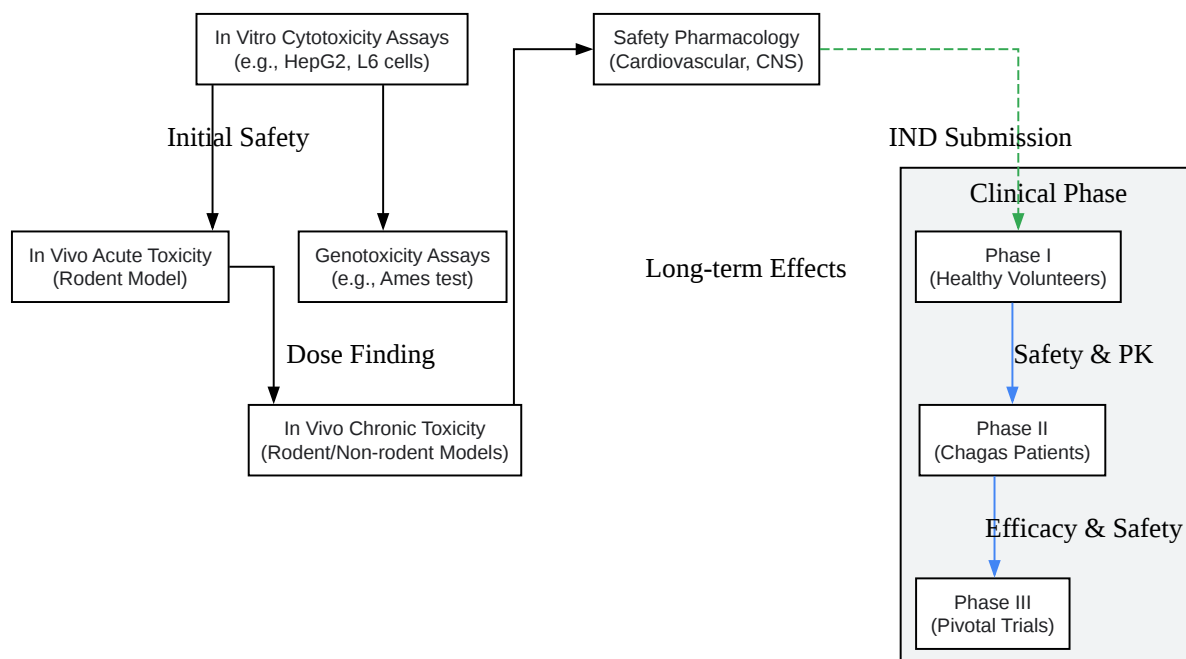 In Vitro Cytotoxicity Assays
(e.g., HepG2, L6 cells)
Safety Pharmacology
(Cardiovascular, CNS)
Initial Safety
IND Submission
Clinical Phase
In Vivo Acute Toxicity
(Rodent Model)
Genotoxicity Assays
(e.g., Ames test)
Long-term Effects
Phase I
(Healthy Volunteers)
Dose Finding
Safety & PK
In Vivo Chronic Toxicity
(Rodent/Non-rodent Models)
Phase II
(Chagas Patients)
Efficacy & Safety
Phase III
(Pivotal Trials)